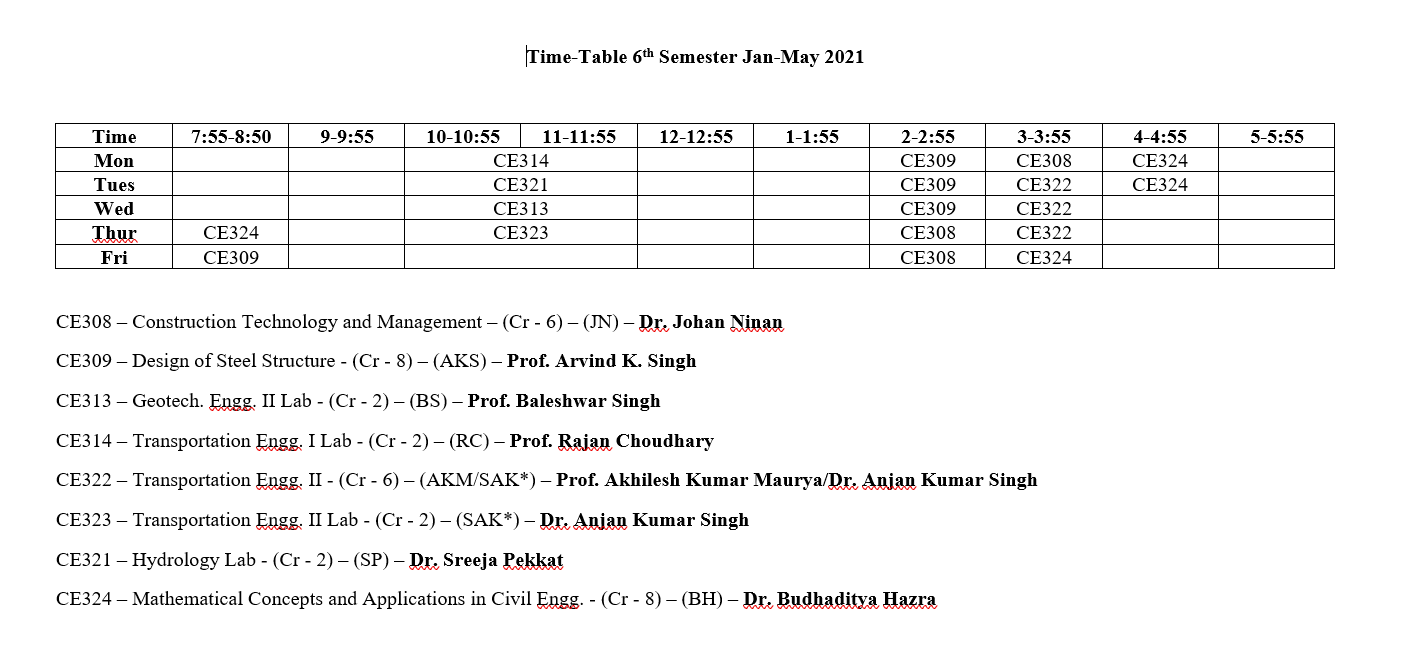 Time-Table 6th Semester Jan-May 2021
Time 7:55-8:50 9-9:55 10-10:55 11-11:55 12-12:55 1-1:55 2-2:55 3-3:55 4-4:55 5-5:55
Mon CE314 CE309 CE308 CE324
Tues CE321 CE309 CE322 CE324
Wed CE313 CE309 CE322
Thur CE324 CE323 CE308 CE322
Fri CE309 CE308 CE324
CE308 – Construction Technology and Management – (Cr - 6) – (JN) – Dr. Johan Ninan
CE309 – Design of Steel Structure - (Cr - 8) – (AKS) – Prof. Arvind K. Singh
CE313 – Geotech. Engg. II Lab - (Cr - 2) – (BS) – Prof. Baleshwar Singh
CE314 – Transportation Engg. I Lab - (Cr - 2) – (RC) – Prof. Rajan Choudhary
CE322 – Transportation Engg. II - (Cr - 6) – (AKM/SAK*) – Prof. Akhilesh Kumar Maurya/Dr. Anjan Kumar Singh
CE323 – Transportation Engg. II Lab - (Cr - 2) – (SAK*) – Dr. Anjan Kumar Singh
CE321 – Hydrology Lab - (Cr - 2) – (SP) – Dr. Sreeja Pekkat
CE324 – Mathematical Concepts and Applications in Civil Engg. - (Cr - 8) – (BH) – Dr. Budhaditya Hazra